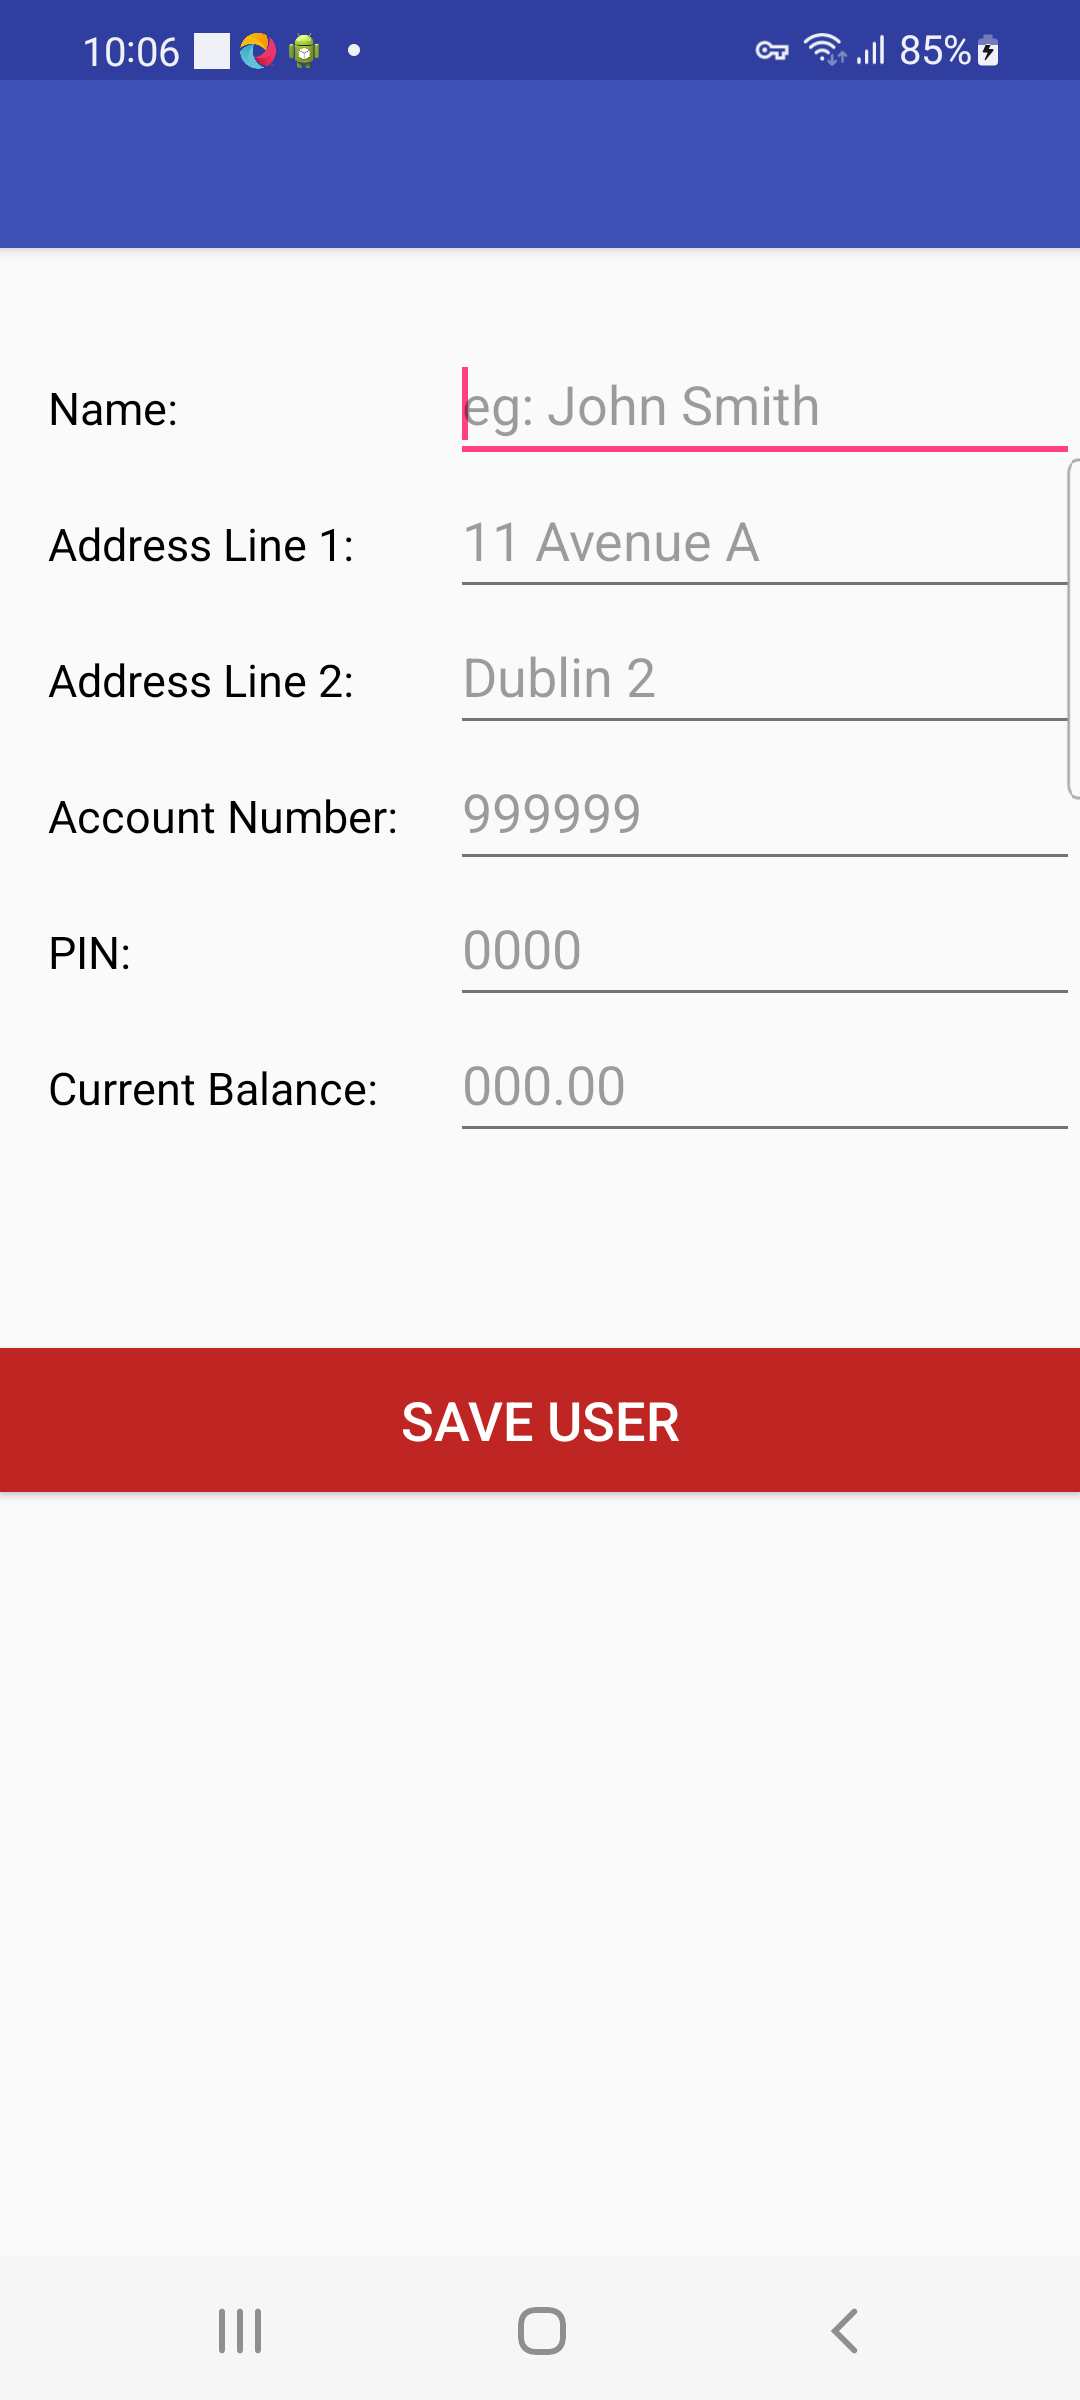 10:06 85%
Name: eg: John Smith
Address Line 1: 11 Avenue A
Address Line 2: Dublin 2
Account Number: 999999
PIN: 0000
Current Balance: 000.00
SAVE USER